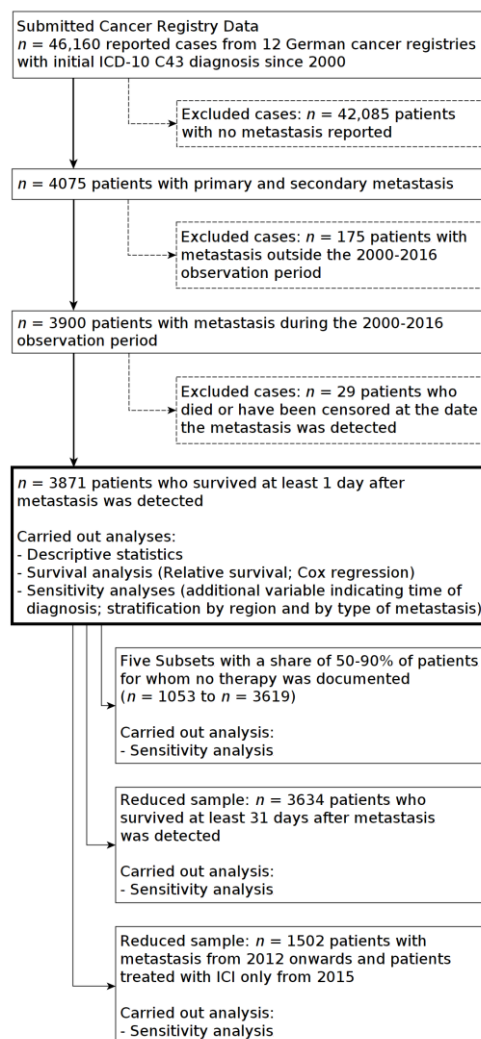 Submitted Cancer Registry Data
n = 46,160 reported cases from 12 German cancer registries
with initial ICD-10 C43 diagnosis since 2000
Excluded cases: n = 42,085 patients
with no metastasis reported
n = 4075 patients with primary and secondary metastasis
Excluded cases: n = 175 patients with
metastasis outside the 2000-2016
observation period
n = 3900 patients with metastasis during the 2000-2016
observation period
Excluded cases: n = 29 patients who
died or have been censored at the date
the metastasis was detected
n = 3871 patients who survived at least 1 day after
metastasis was detected
Carried out analyses:
- Descriptive statistics
- Survival analysis (Relative survival; Cox regression)
- Sensitivity analyses (additional variable indicating time of
diagnosis; stratification by region and by type of metastasis)
Five Subsets with a share of 50-90% of patients
for whom no therapy was documented
(n = 1053 to n = 3619)
Carried out analysis:
- Sensitivity analysis
Reduced sample: n = 3634 patients who
survived at least 31 days after metastasis
was detected
Carried out analysis:
- Sensitivity analysis
Reduced sample: n = 1502 patients with
metastasis from 2012 onwards and patients
treated with ICI only from 2015
Carried out analysis:
- Sensitivity analysis